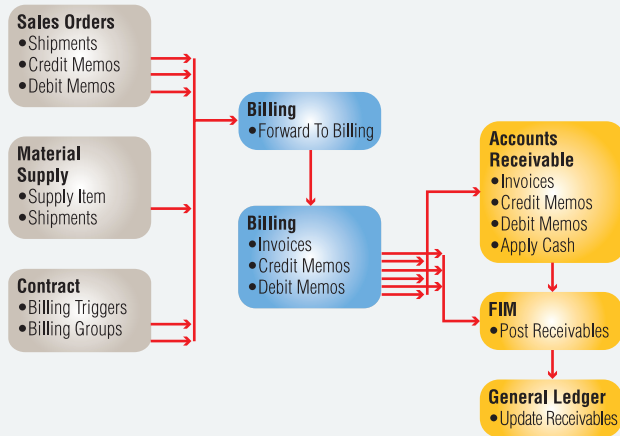 Sales Orders
•Shipments
•Credit Memos
•Debit Memos
Material
Supply
•Supply Item
•Shipments
Contract
•Billing Triggers
•Billing Groups
Billing
•Forward To Billing
Billing
•Invoices
•Credit Memos
•Debit Memos
Accounts
Receivable
•Invoices
•Credit Memos
•Debit Memos
•Apply Cash
FIM
•Post Receivables
General Ledger
•Update Receivables